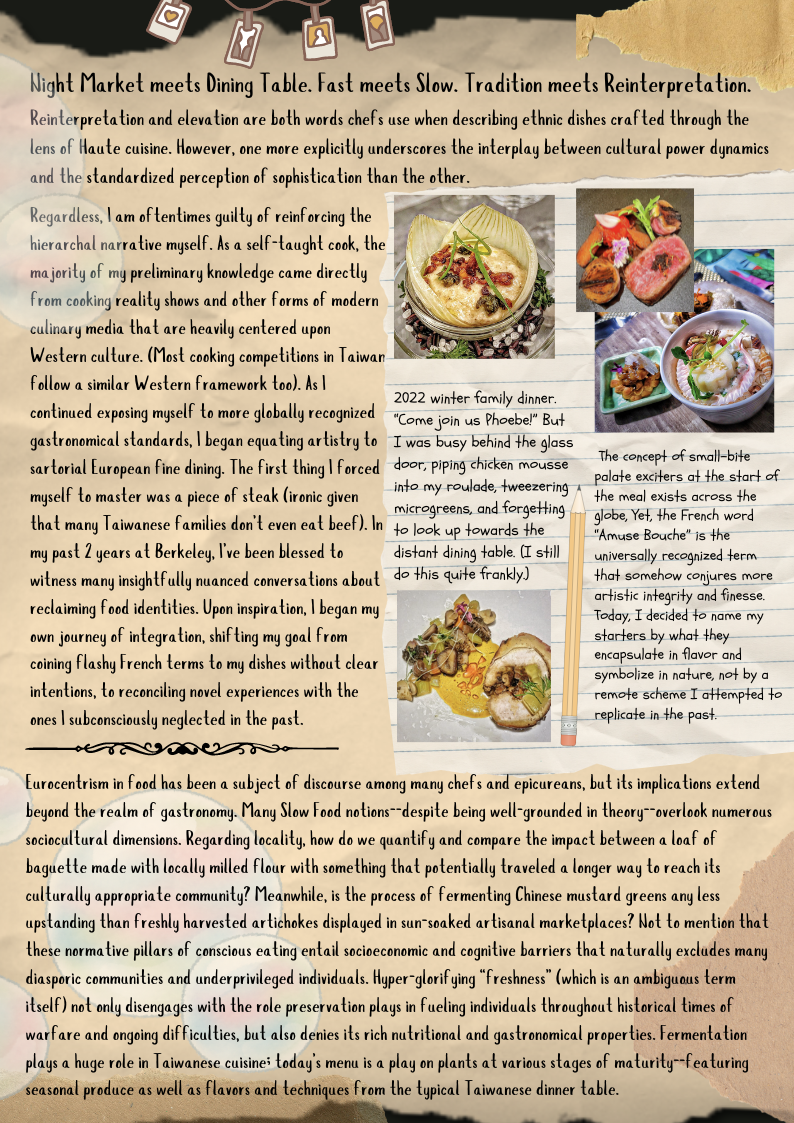 Night Market meets Dining Table. Fast meets Slow. Tradition meets Reinterpretation.
Reinterpretation and elevation are both words chefs use when describing ethnic dishes crafted through the
lens of Haute cuisine. However, one more explicitly underscores the interplay between cultural power dynamics
and the standardized perception of sophistication than the other.
Regardless, I am oftentimes guilty of reinforcing the
hierarchal narrative myself. As a self-taught cook, the
majority of my preliminary knowledge came directly
from cooking reality shows and other forms of modern
culinary media that are heavily centered upon
Western culture. (Most cooking competitions in Taiwan
follow a similar Western framework too). As I
continued exposing myself to more globally recognized
gastronomical standards, I began equating artistry to
sartorial European fine dining. The first thing I forced
myself to master was a piece of steak (ironic given
that many Taiwanese families don't even eat beef). In
my past 2 years at Berkeley, I've been blessed to
witness many insightfully nuanced conversations about
reclaiming food identities. Upon inspiration, I began my
own journey of integration, shifting my goal from
coining flashy French terms to my dishes without clear
intentions, to reconciling novel experiences with the
ones I subconsciously neglected in the past.
2022 winter family dinner.
"Come join us Phoebe!" But
I was busy behind the glass
door, piping chicken mousse
into my roulade, tweezering
microgreens, and forgetting
to look up towards the
distant dining table. (I still
do this quite frankly.)
The concept of small-bite
palate exciters at the start of
the meal exists across the
globe, Yet, the French word
"Amuse Bouche" is the
universally recognized term
that somehow conjures more
artistic integrity and finesse.
Today, I decided to name my
starters by what they
encapsulate in flavor and
symbolize in nature, not by a
remote scheme I attempted to
replicate in the past.
Eurocentrism in food has been a subject of discourse among many chefs and epicureans, but its implications extend
beyond the realm of gastronomy. Many Slow Food notions--despite being well-grounded in theory--overlook numerous
sociocultural dimensions. Regarding locality, how do we quantify and compare the impact between a loaf of
baguette made with locally milled flour with something that potentially traveled a longer way to reach its
culturally appropriate community? Meanwhile, is the process of fermenting Chinese mustard greens any less
upstanding than freshly harvested artichokes displayed in sun-soaked artisanal marketplaces? Not to mention that
these normative pillars of conscious eating entail socioeconomic and cognitive barriers that naturally excludes many
diasporic communities and underprivileged individuals. Hyper-glorifying "freshness" (which is an ambiguous term
itself) not only disengages with the role preservation plays in fueling individuals throughout historical times of
warfare and ongoing difficulties, but also denies its rich nutritional and gastronomical properties. Fermentation
plays a huge role in Taiwanese cuisine; today's menu is a play on plants at various stages of maturity--featuring
seasonal produce as well as flavors and techniques from the typical Taiwanese dinner table.